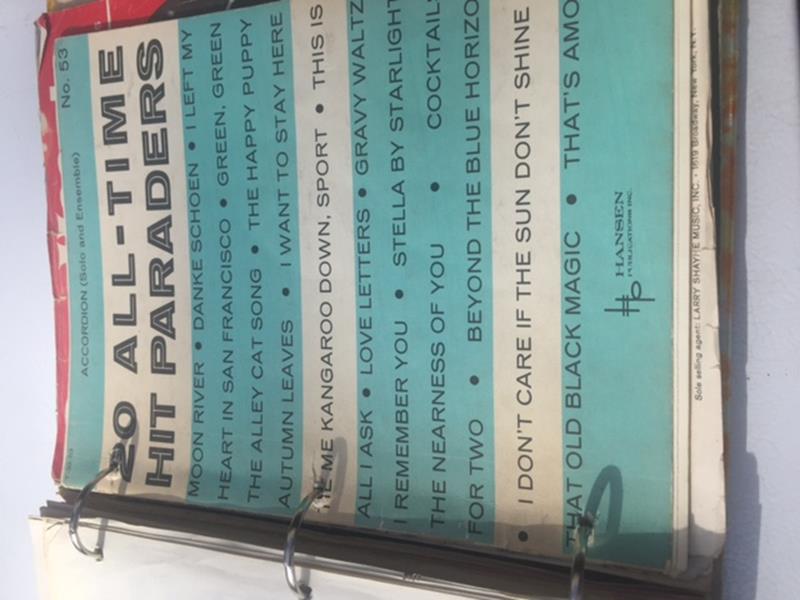 No. 53
ACCORDION (Solo and Ensemble)
20 ALL-TIME
HIT PARADERS
MOON RIVER • DANKE SCHOEN • I LEFT MY
HEART IN SAN FRANCISCO • GREEN, GREEN
THE ALLEY CAT SONG • THE HAPPY PUPPY
AUTUMN LEAVES • I WANT TO STAY HERE
ME KANGAROO DOWN, SPORT • THIS IS
ALL I ASK • LOVE LETTERS • GRAVY WALTZ
I REMEMBER YOU • STELLA BY STARLIGHT
THE NEARNESS OF YOU • COCKTAIL
FOR TWO • BEYOND THE BLUE HORIZO
• I DON'T CARE IF THE SUN DON'T SHINE
THAT OLD BLACK MAGIC • THAT'S AMO
Hp HANSEN
PUBLICATIONS INC.
Sole selling agent: LARRY SHAYNE MUSIC, INC. • 1619 Broadway, New York, N.Y.